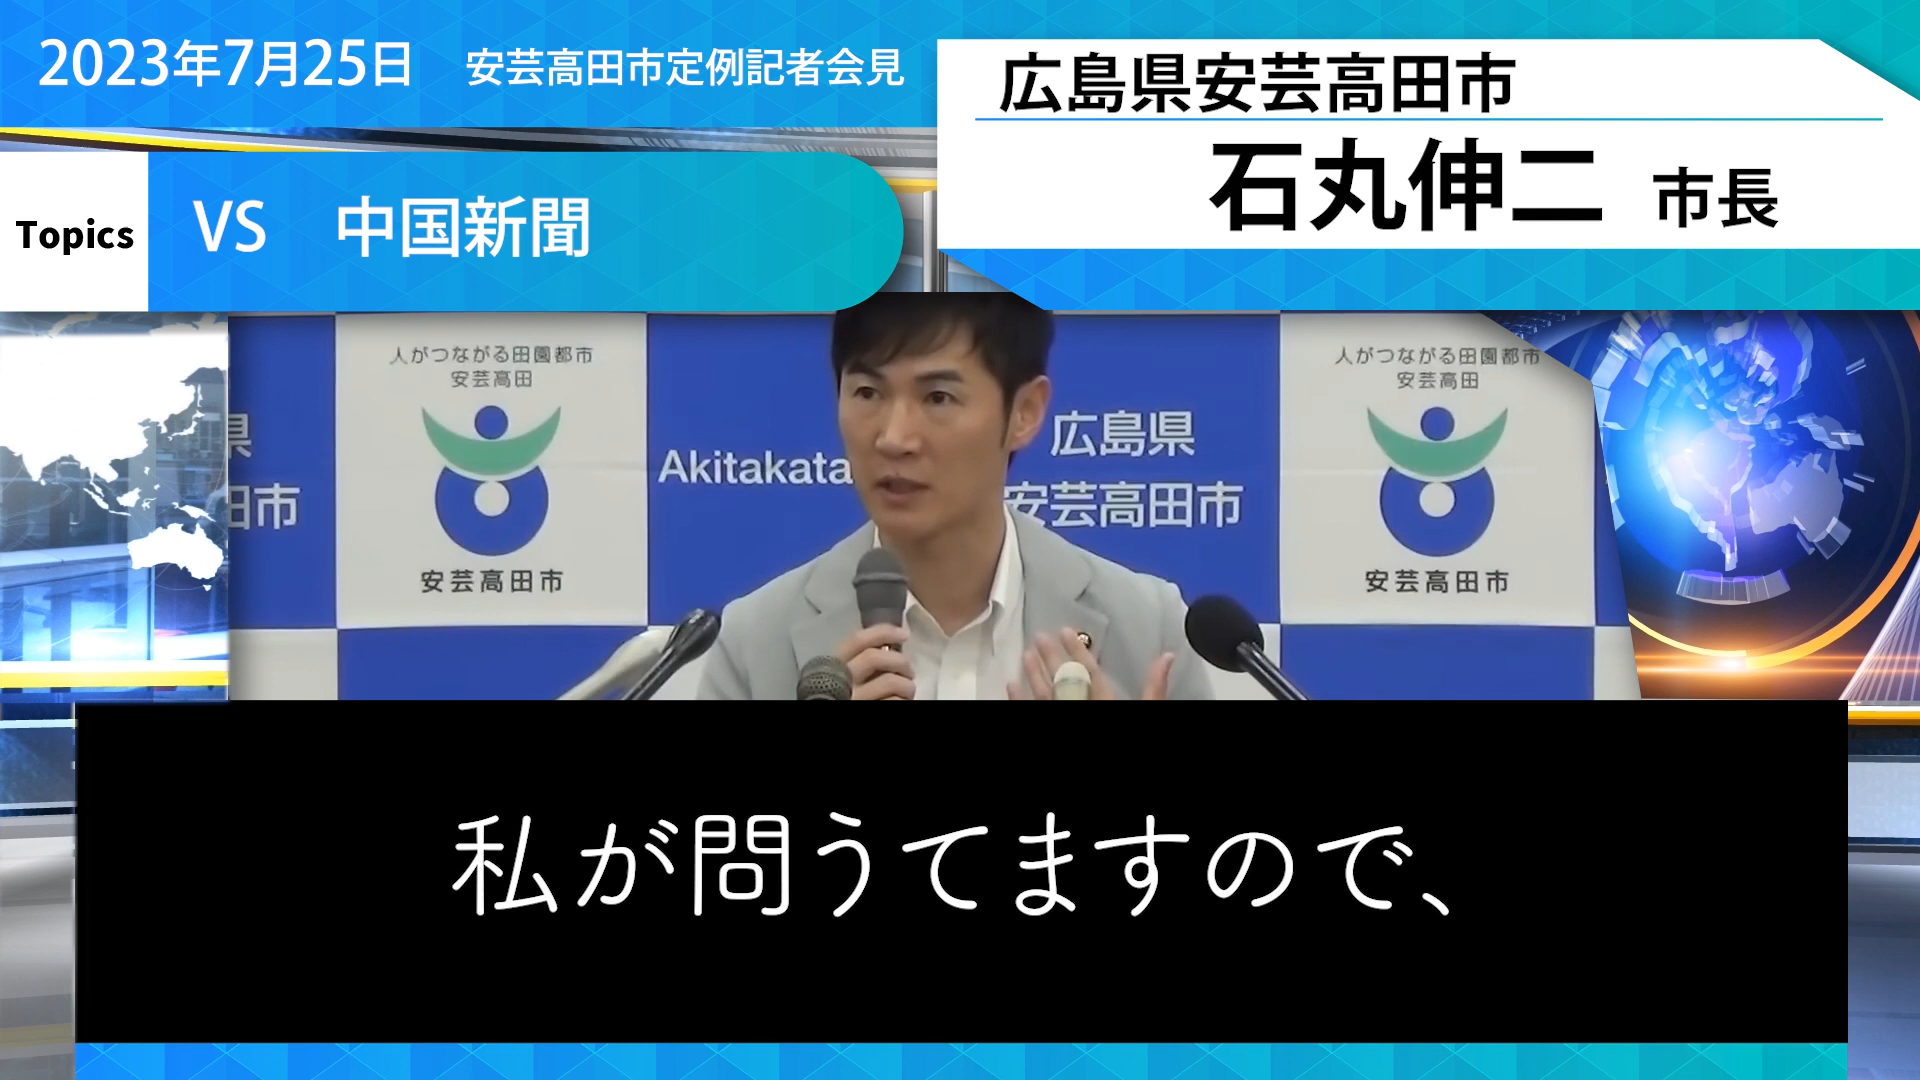 2023年7月25日 安芸高田市定例記者会見
広島県安芸高田市
石丸伸二 市長
Topics
VS 中国新聞
人がつながる田園都市
安芸高田
安芸高田市
県
田市
Akitakata
広島県
安芸高田市
人がつながる田園都市
安芸高田
安芸高田市
私が問うてますので、